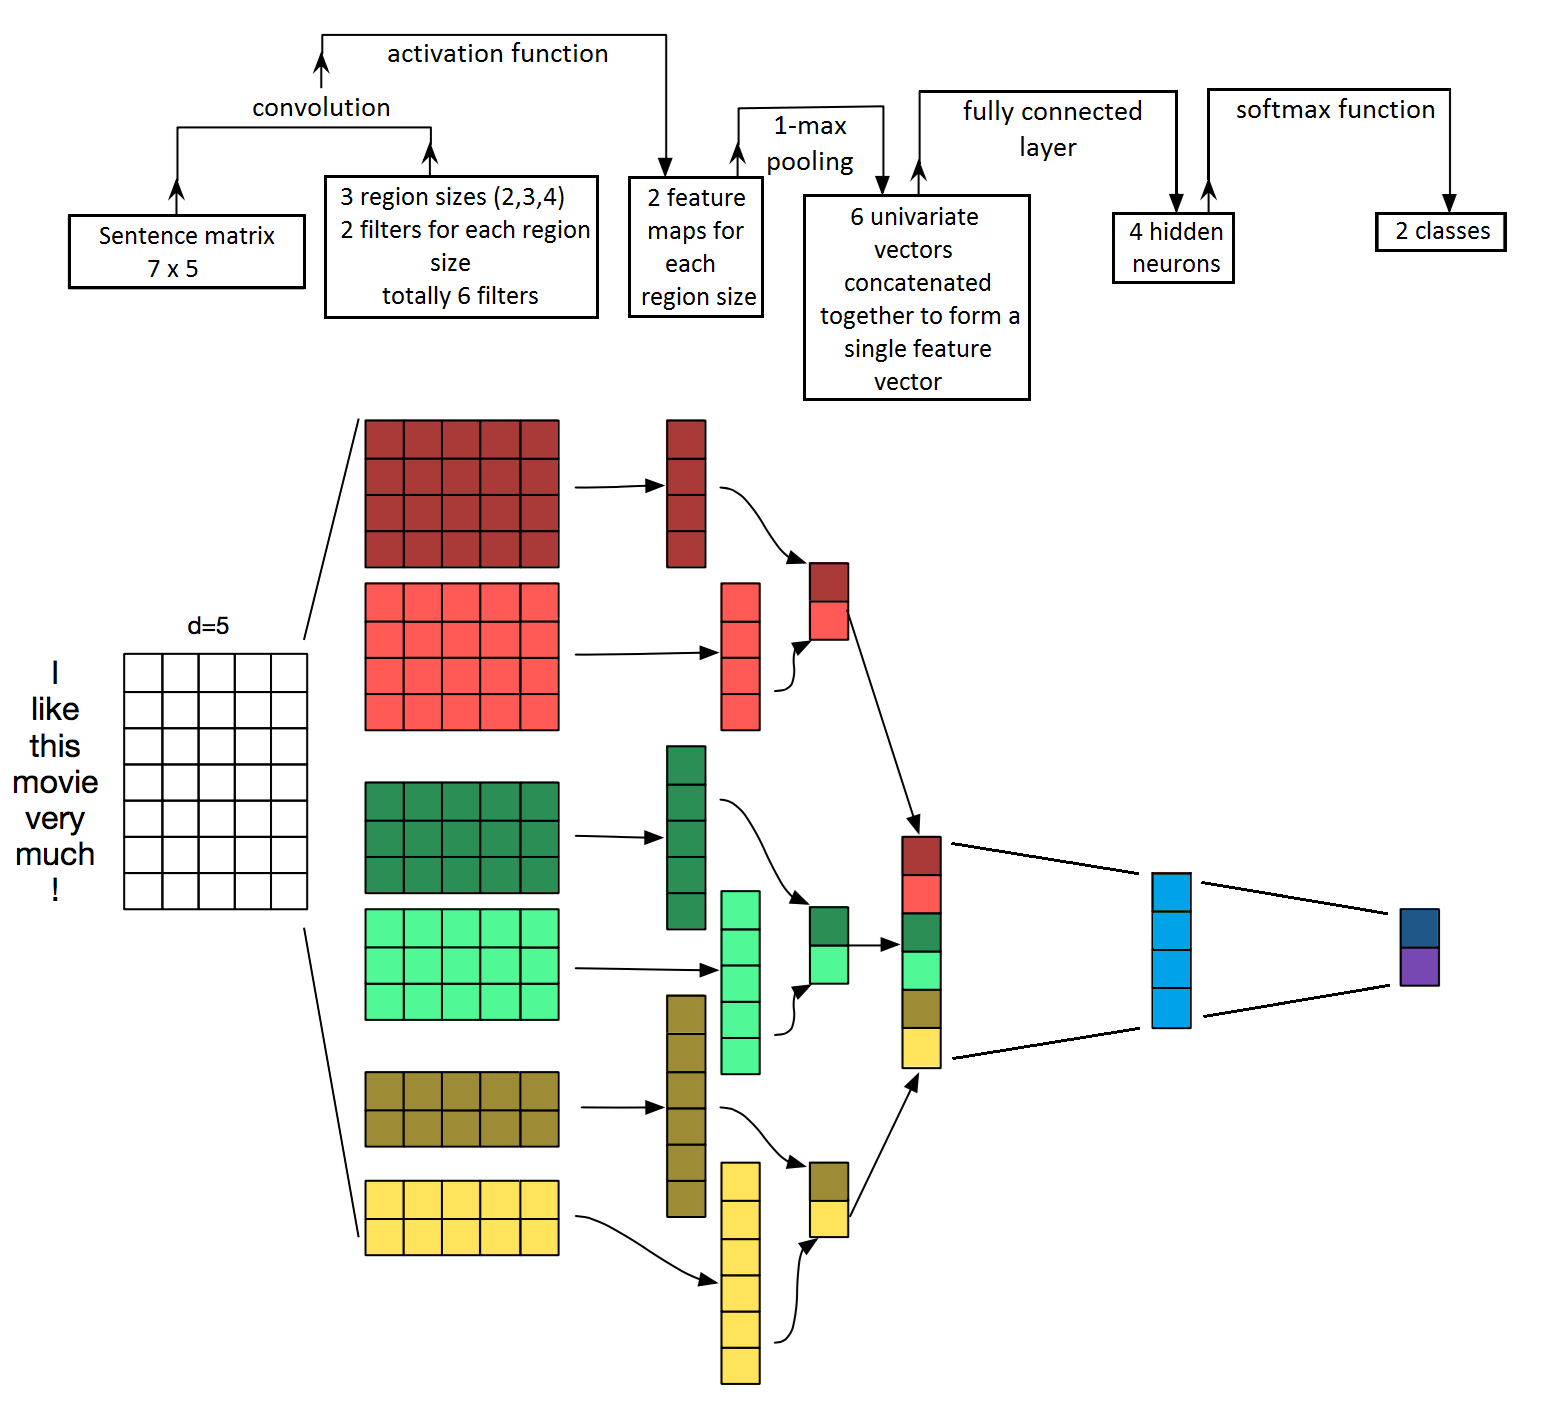 activation function
convolution
1-max
pooling
fully connected
layer
softmax function
Sentence matrix
7 x 5
3 region sizes (2,3,4)
2 filters for each region
size
totally 6 filters
2 feature
maps for
each
region size
6 univariate
vectors
concatenated
together to form a
single feature
vector
4 hidden
neurons
2 classes
d=5
I
like
this
movie
very
much
!